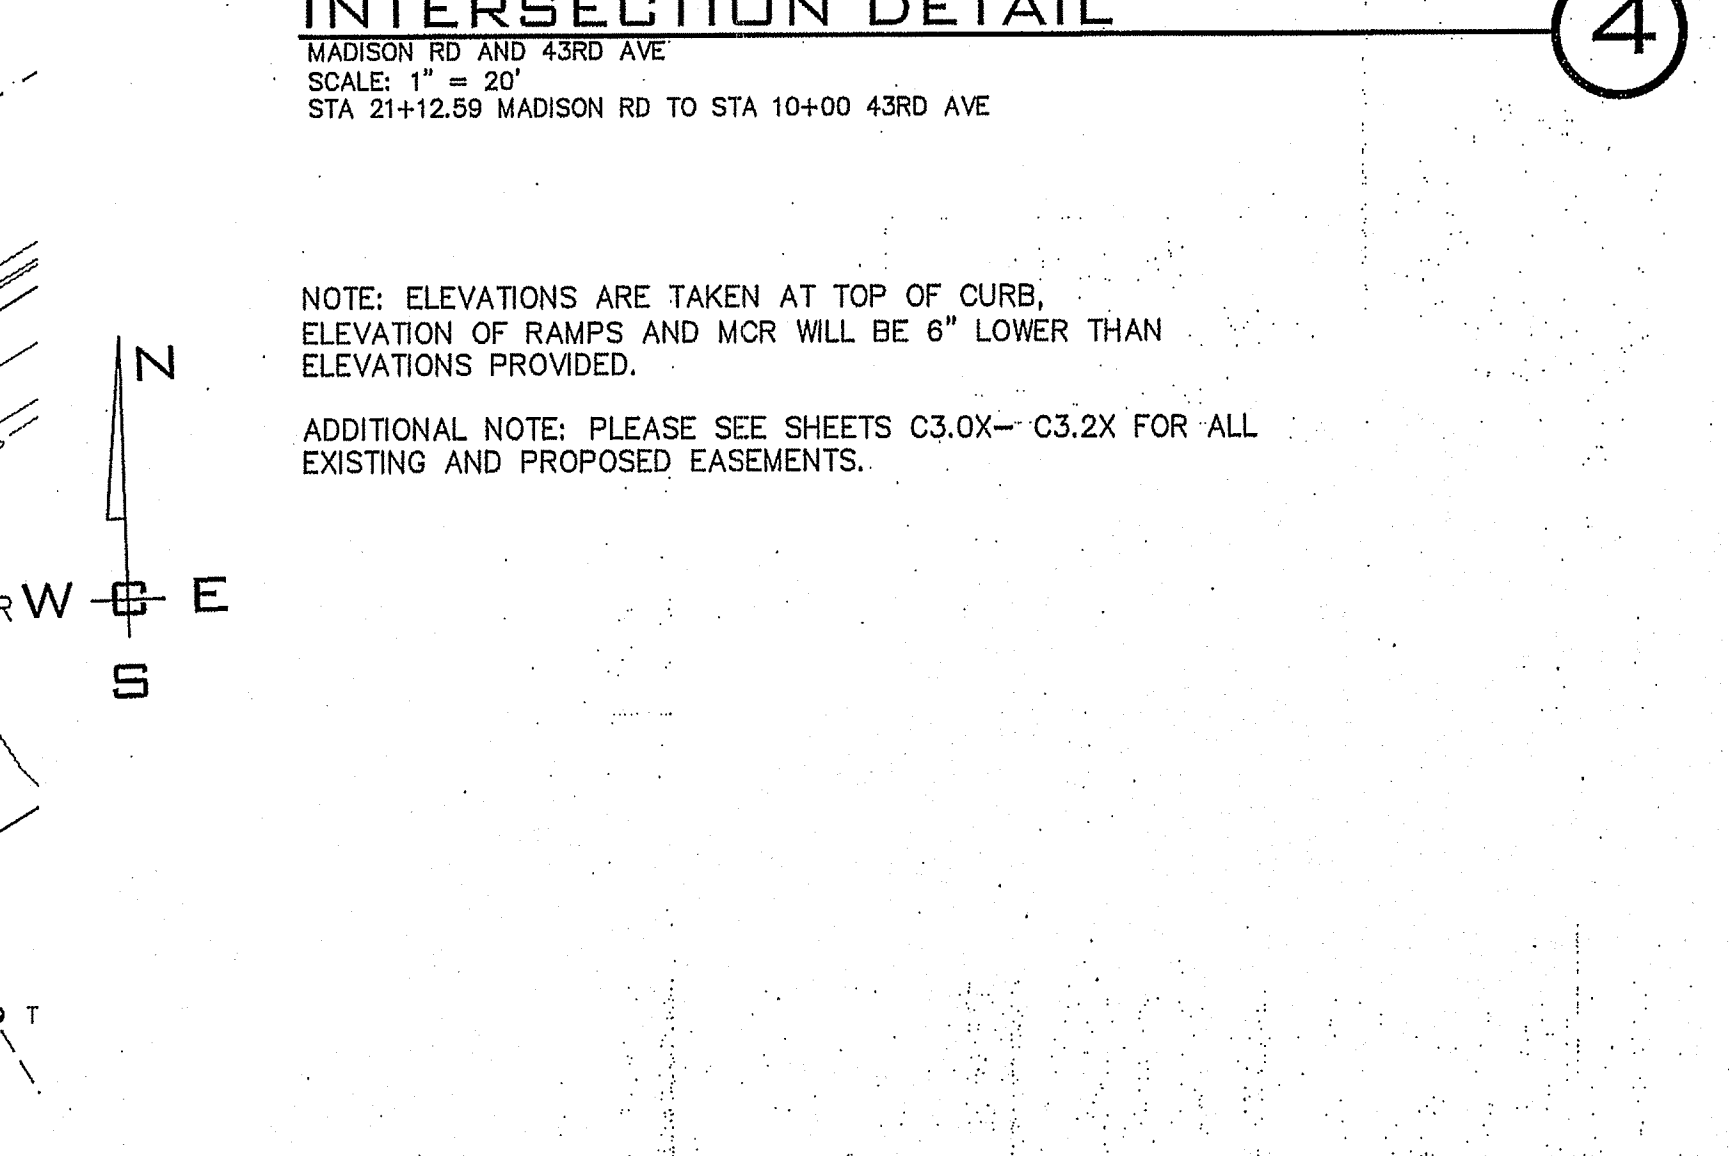 INTERSECTION DETAIL
4
MADISON RD AND 43RD AVE
SCALE: 1" = 20'
STA 21+12.59 MADISON RD TO STA 10+00 43RD AVE
NOTE: ELEVATIONS ARE TAKEN AT TOP OF CURB,
ELEVATION OF RAMPS AND MCR WILL BE 6" LOWER THAN
ELEVATIONS PROVIDED.
ADDITIONAL NOTE: PLEASE SEE SHEETS C3.0X- C3.2X FOR ALL
EXISTING AND PROPOSED EASEMENTS.
N
R W E
S
T